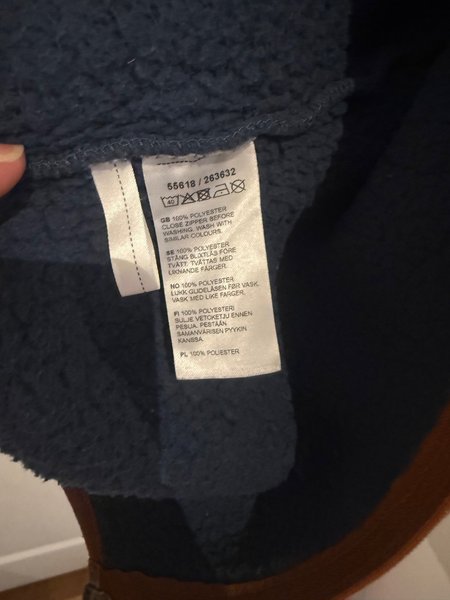 55618 / 263632
40
GB 100% POLYESTER
CLOSE ZIPPER BEFORE
WASHING. WASH WITH
SIMILAR COLOURS.
SE 100% POLYESTER
STÄNG BLIXTLÅS FÖRE
TVÄTT. TVÄTTAS MED
LIKNANDE FÄRGER.
NO 100% POLYESTER
LUKK GLIDELÅSEN FØR VASK.
VASK MED LIKE FARGER.
FI 100% POLYESTERI
SULJE VETOKETJU ENNEN
PESUA. PESTÄÄN
SAMANVÄRISEN PYYKIN
KANSSA.
PL 100% POLIESTER